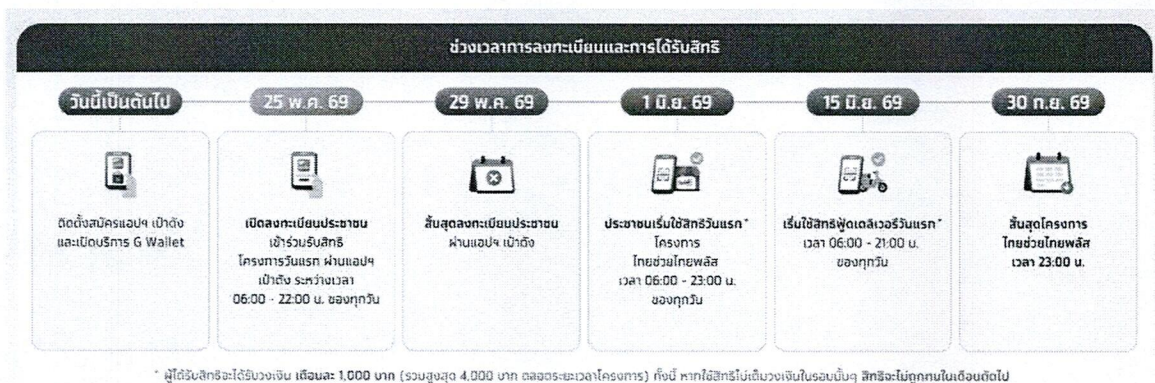 ช่วงเวลาการลงทะเบียนและการได้รับสิทธิ
วันนี้เป็นต้นไป
25 พ.ค. 69
29 พ.ค. 69
1 มิ.ย. 69
15 มิ.ย. 69
30 ก.ย. 69
ติดตั้งสมัครแอปฯ เป๋าตัง
และเปิดบริการ G Wallet
เปิดลงทะเบียนประชาชน
เข้าร่วมรับสิทธิ
โครงการวันแรก ผ่านแอปฯ
เป๋าตัง ระหว่างเวลา
06:00 - 22:00 น. ของทุกวัน
สิ้นสุดลงทะเบียนประชาชน
ผ่านแอปฯ เป๋าตัง
ประชาชนเริ่มใช้สิทธิวันแรก*
โครงการ
ไทยช่วยไทยพลัส
เวลา 06:00 - 23:00 น.
ของทุกวัน
เริ่มใช้สิทธิฟู้ดเดลิเวอรีวันแรก*
เวลา 06:00 - 21:00 น.
ของทุกวัน
สิ้นสุดโครงการ
ไทยช่วยไทยพลัส
เวลา 23:00 น.
* ผู้ได้รับสิทธิจะได้รับวงเงิน เดือนละ 1,000 บาท (รวมสูงสุด 4,000 บาท ตลอดระยะเวลาโครงการ) ทั้งนี้ หากใช้สิทธิไม่เต็มวงเงินในรอบนั้นๆ สิทธิจะไม่ถูกทบในเดือนถัดไป